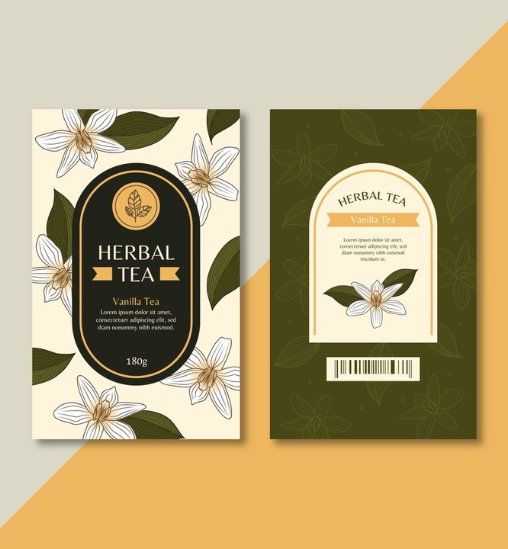 HERBAL
TEA
Vanilla Tea
Lorem ipsum dolor sit amet,
consectetuer adipiscing elit, sed
diam nonummy nibh euismod.
180g
HERBAL TEA
Vanilla Tea
Lorem ipsum dolor sit amet,
consectetuer adipiscing elit, sed
diam nonummy nibh euismod
tincidunt ut.